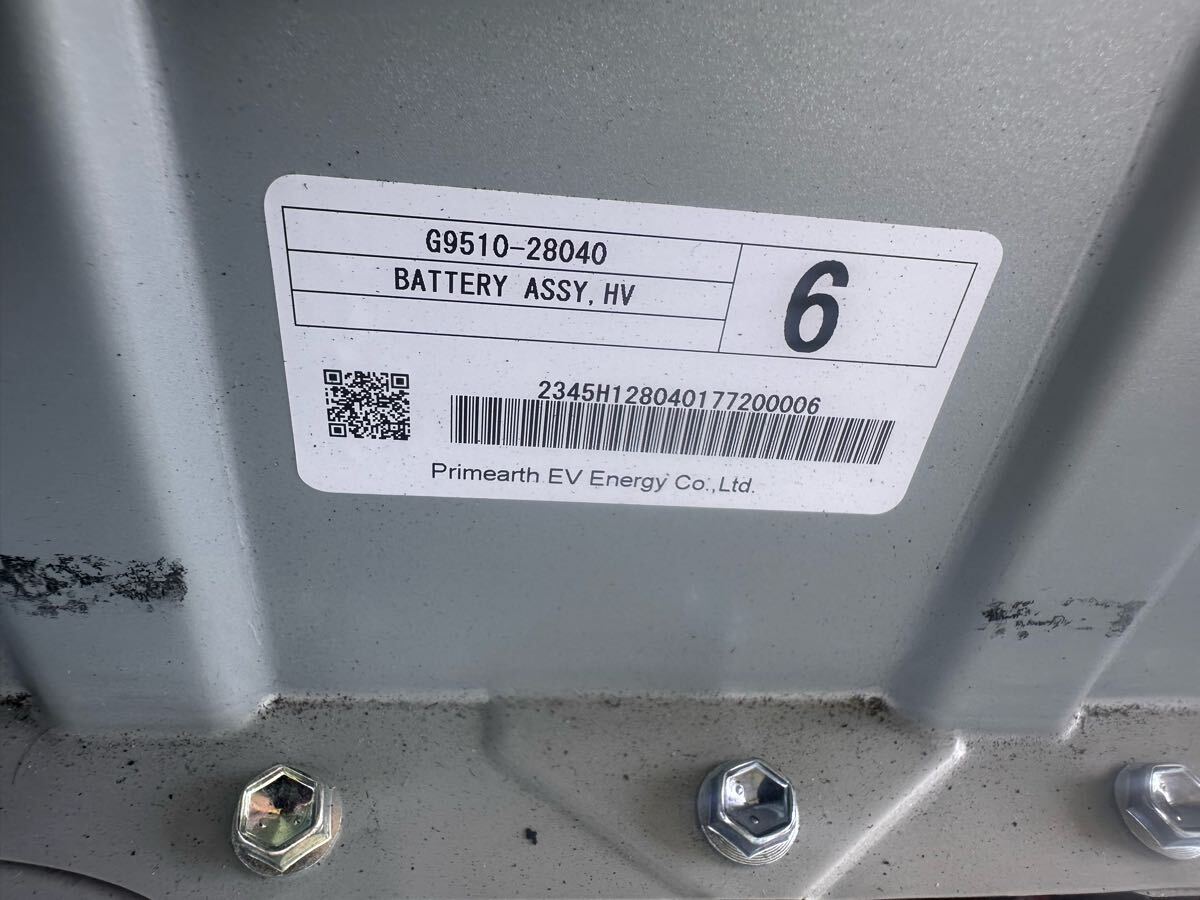 G9510-28040
BATTERY ASSY,HV
6
2345H128040177200006
Primearth EV Energy Co.,Ltd.